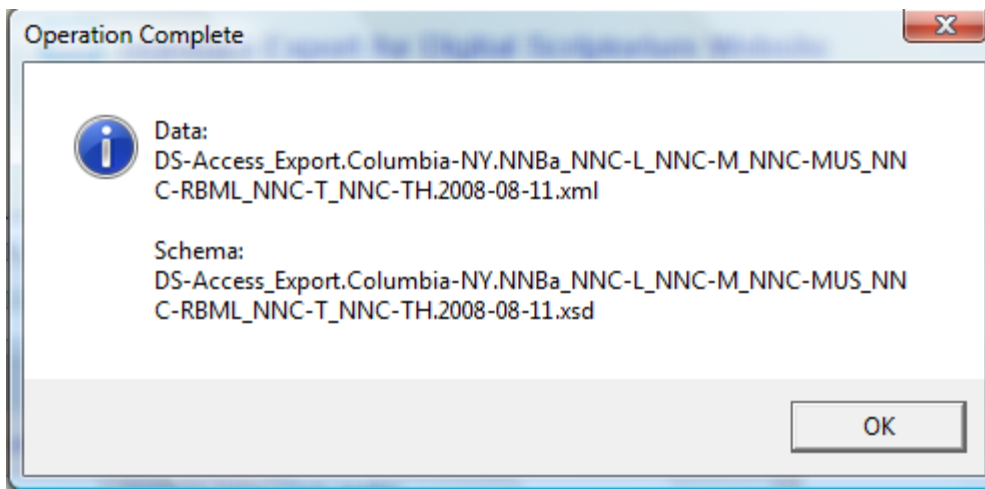 Operation Complete
Data:
DS-Access_Export.Columbia-NY.NNBa_NNC-L_NNC-M_NNC-MUS_NN
C-RBML_NNC-T_NNC-TH.2008-08-11.xml
Schema:
DS-Access_Export.Columbia-NY.NNBa_NNC-L_NNC-M_NNC-MUS_NN
C-RBML_NNC-T_NNC-TH.2008-08-11.xsd
OK